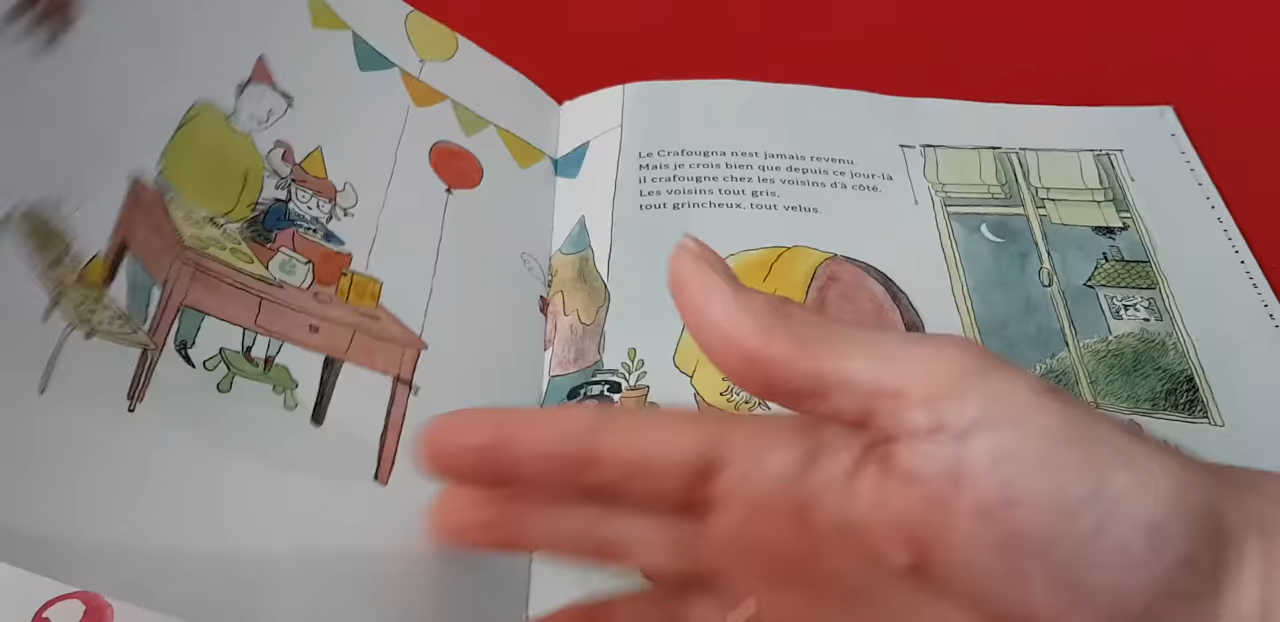 Le Crafougna n'est jamais revenu.
Mais je crois bien que depuis ce jour-là
il crafougne chez les voisins d'à côté.
Les voisins tout gris,
tout grincheux, tout velus.